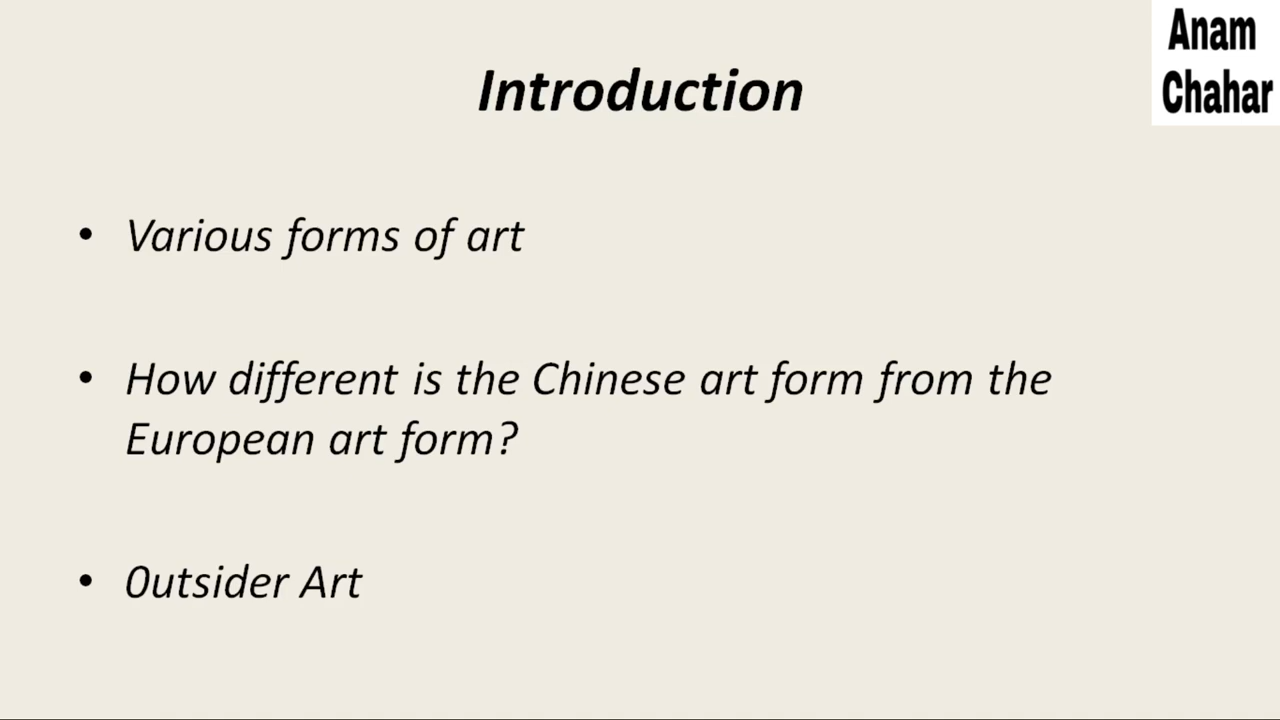 Anam
Chahar
Introduction
• Various forms of art
• How different is the Chinese art form from the
European art form?
• 0utsider Art